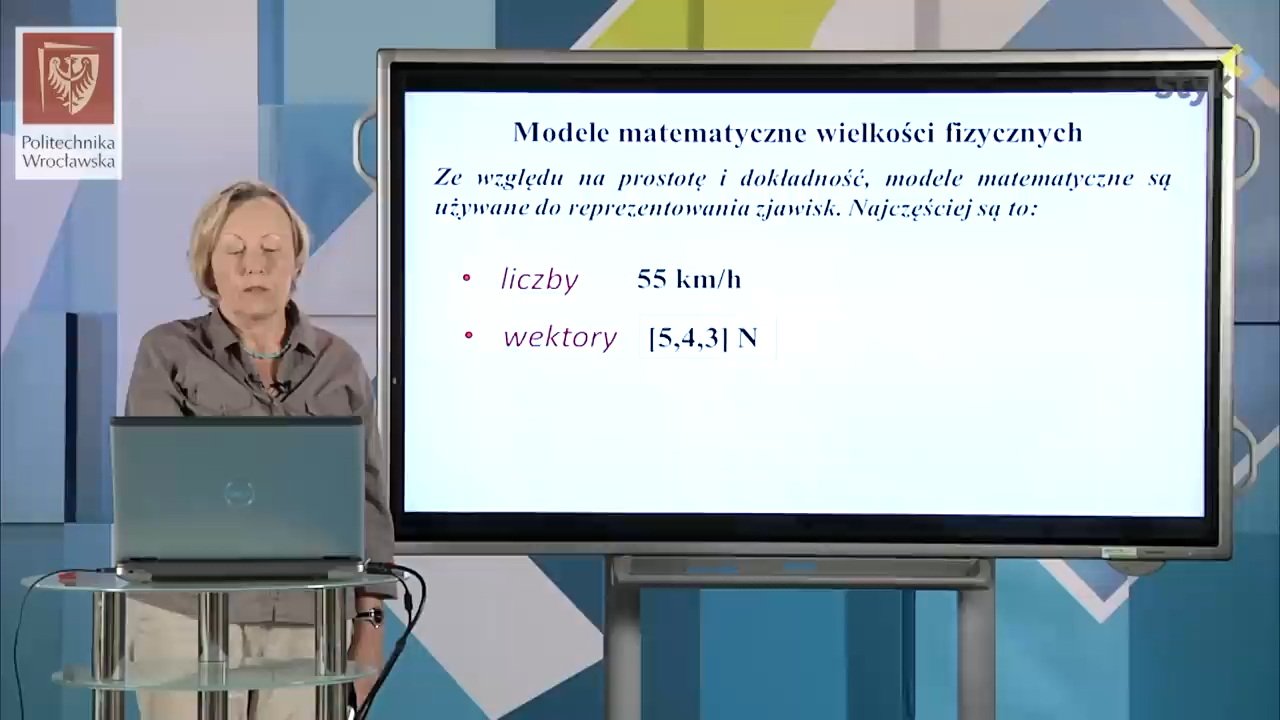 Politechnika
Wrocławska
styk
Modele matematyczne wielkości fizycznych
Ze względu na prostotę i dokładność, modele matematyczne są
używane do reprezentowania zjawisk. Najczęściej są to:
• liczby 55 km/h
• wektory [5,4,3] N